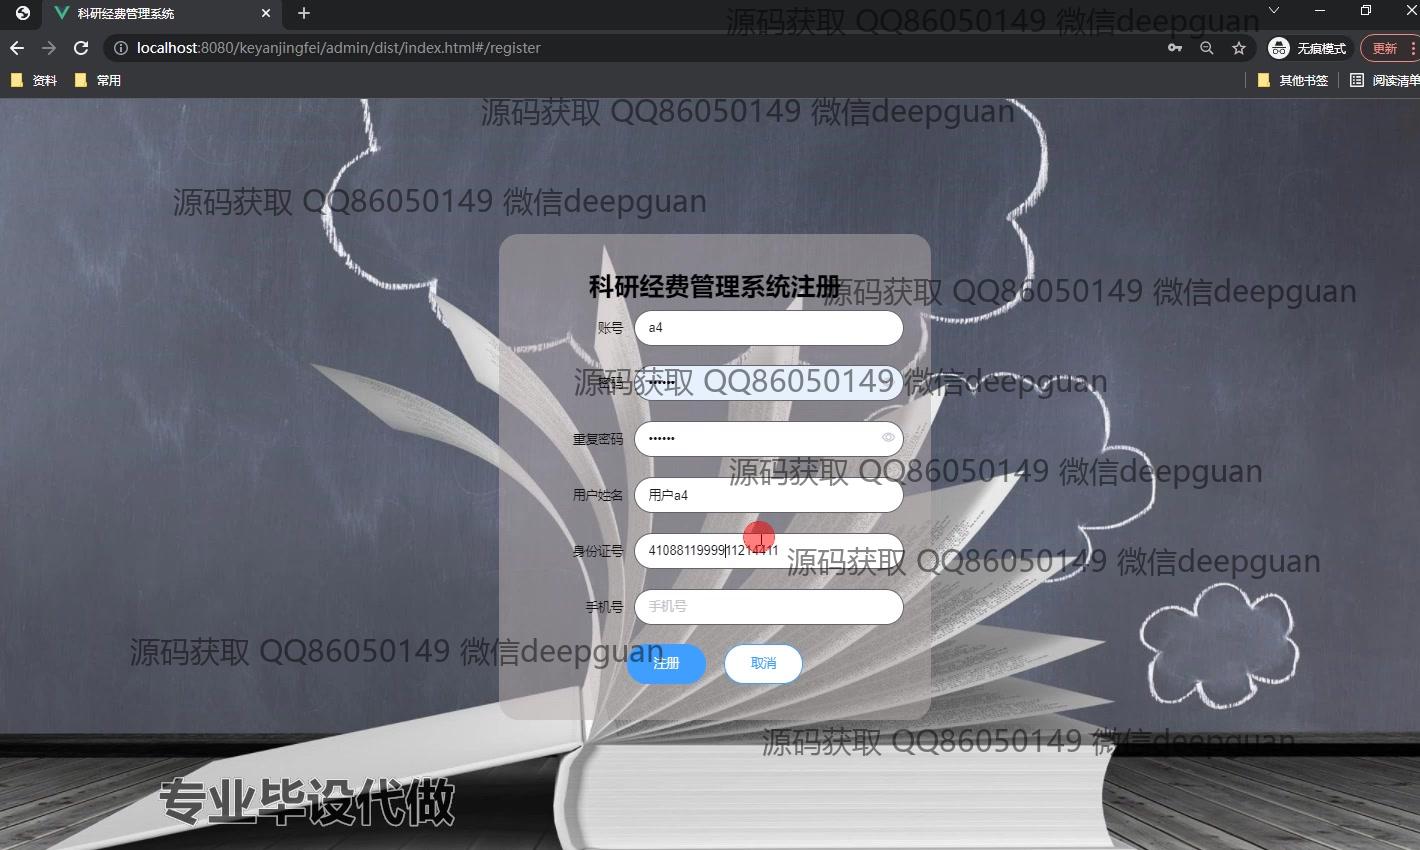 科研经费管理系统
localhost:8080/keyanjingfei/admin/dist/index.html#/register
无痕模式
更新
资料
常用
其他书签
阅读清单
源码获取 QQ86050149 微信deepguan
源码获取 QQ86050149 微信deepguan
源码获取 QQ86050149 微信deepguan
科研经费管理系统注册
源码获取 QQ86050149 微信deepguan
账号
a4
密码
••••••
源码获取 QQ86050149 微信deepguan
重复密码
••••••
源码获取 QQ86050149 微信deepguan
用户姓名
用户a4
身份证号
4108811999911214411
源码获取 QQ86050149 微信deepguan
手机号
手机号
源码获取 QQ86050149 微信deepguan
注册
取消
源码获取 QQ86050149 微信deepguan
专业毕设代做